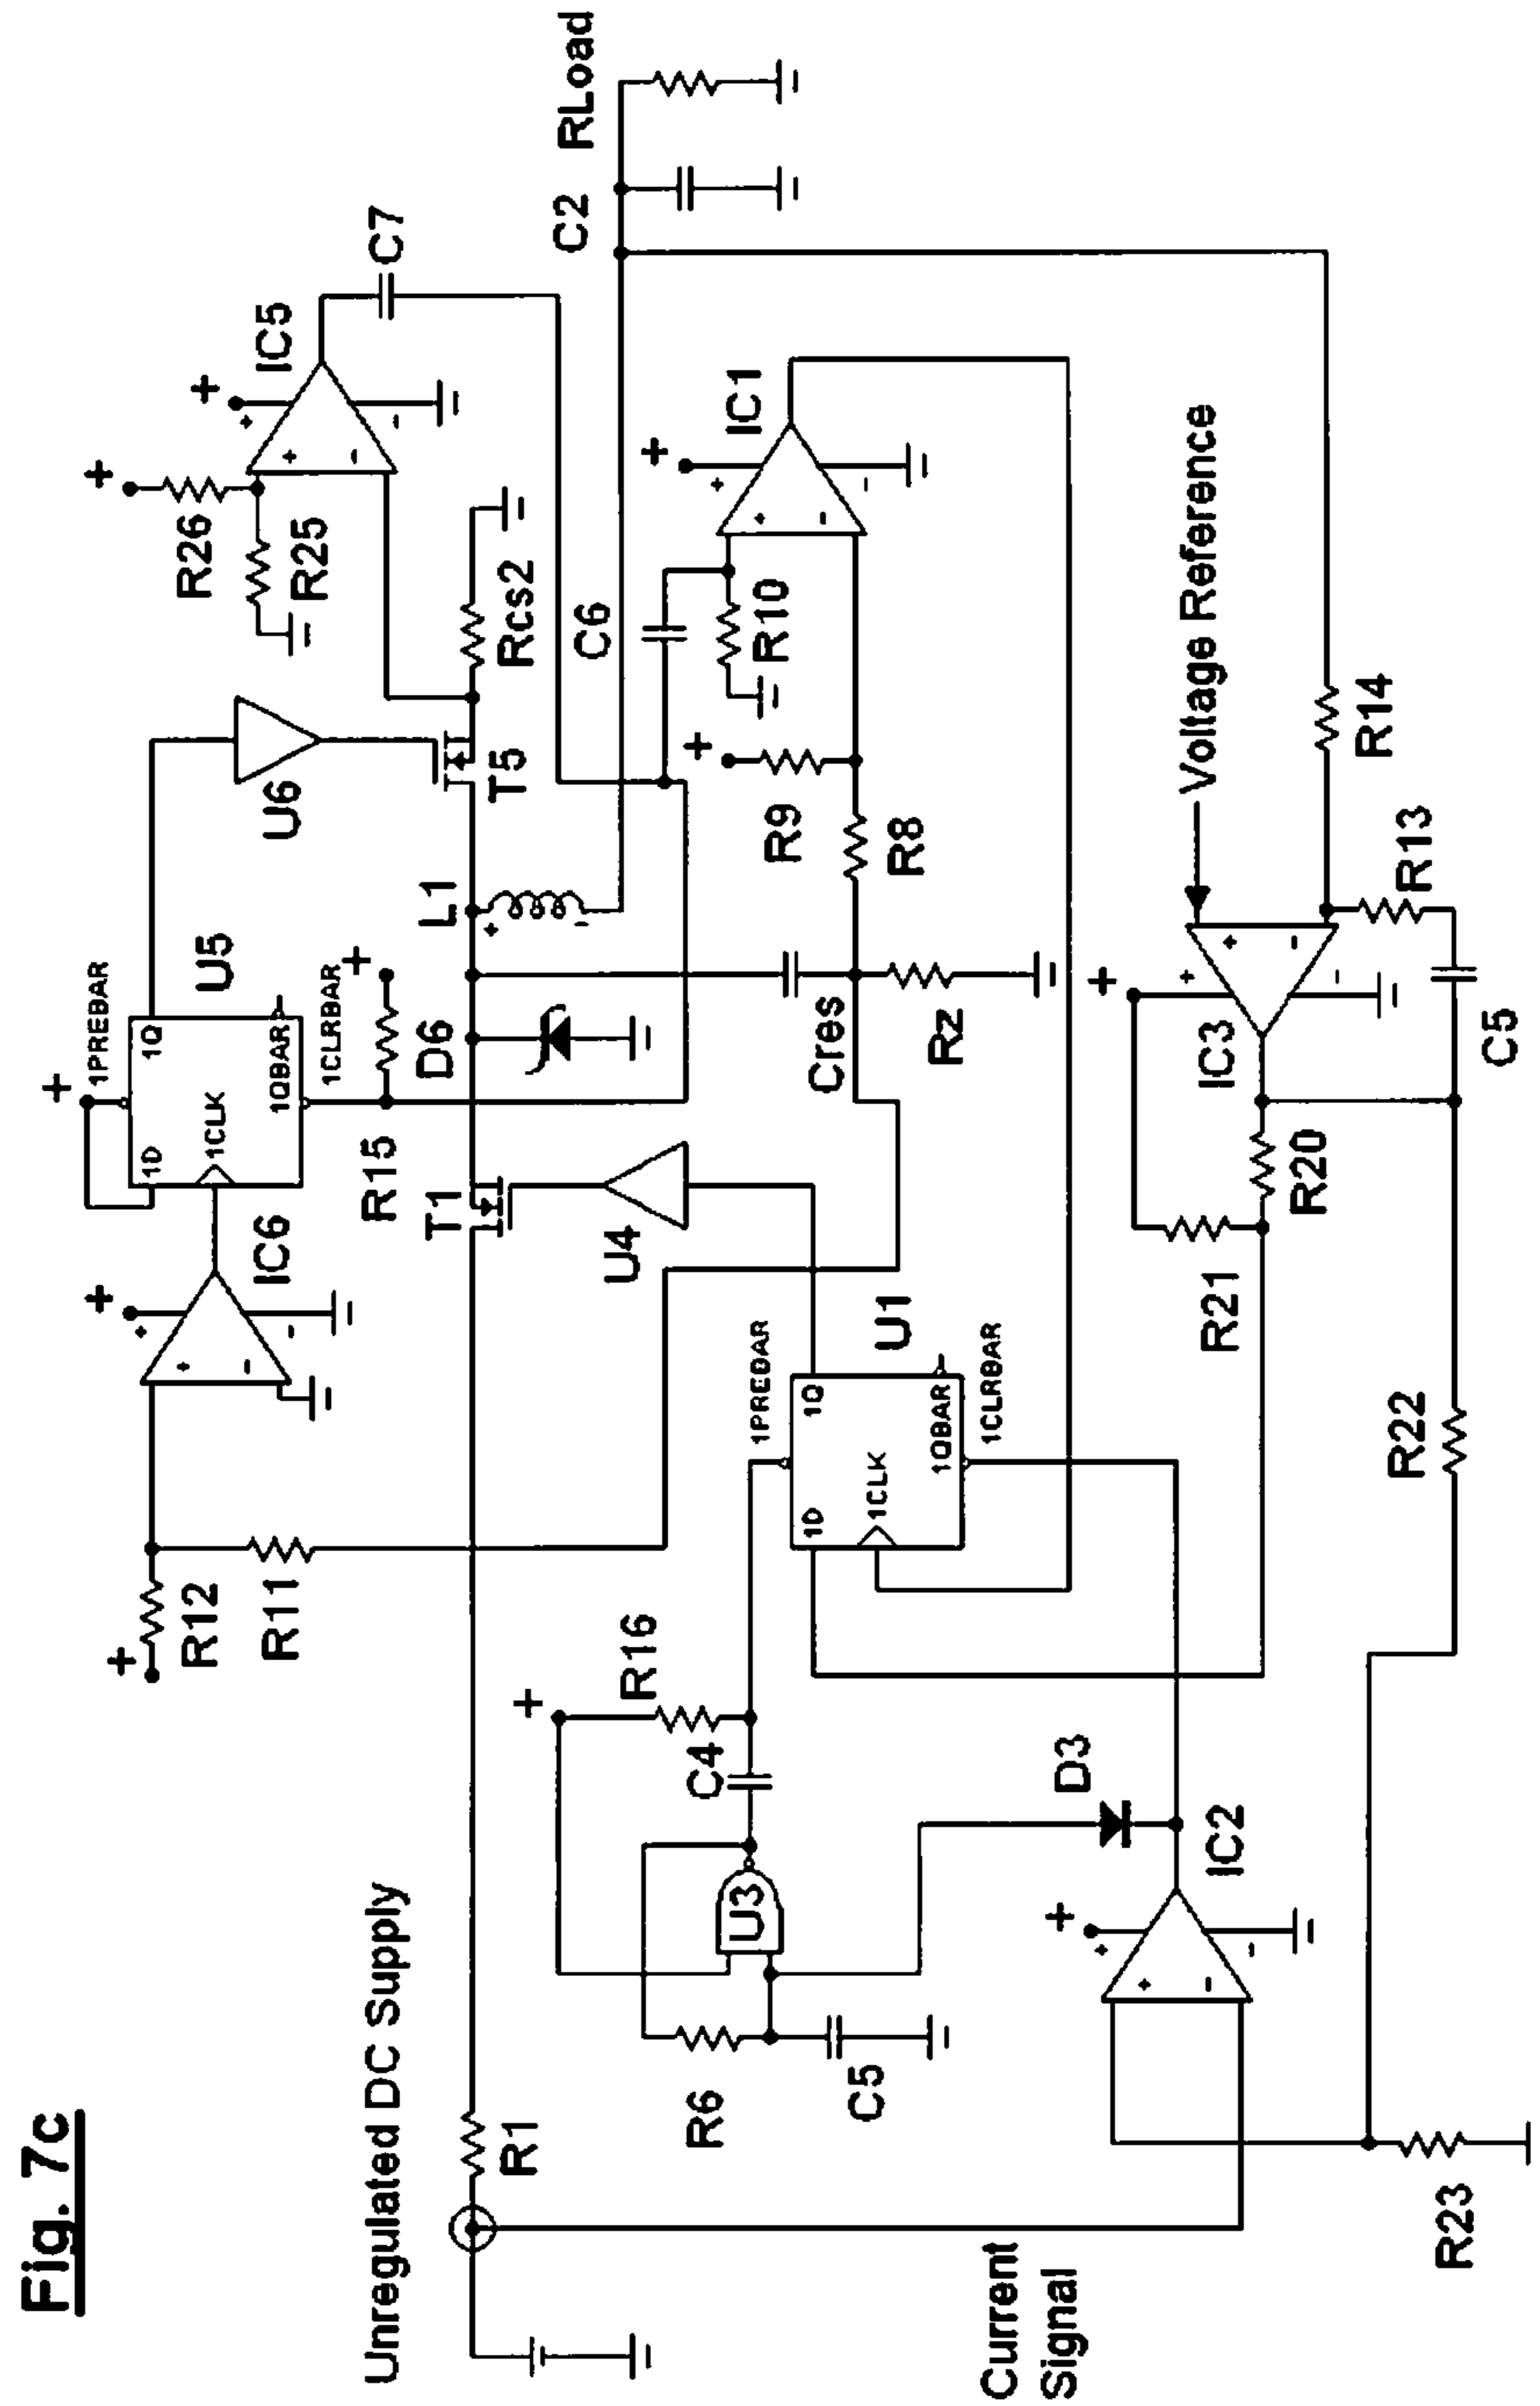 Fig. 7c
Unregulated DC Supply
Current
Signal
R1
R12
R11
IC6
+
-
+
-
+
+
U5
1PREBAR
1D
1Q
1CLK
1QBAR
1CLRBAR
+
R15
+
U6
T5
Rcs2
R26
R25
+
IC5
+
+
-
+
-
C7
T1
D6
L1
+
-
U4
C6
C2
RLoad
R16
+
C4
U3
R6
C5
D3
IC2
+
+
-
+
-
U1
1PREBAR
1D
1Q
1CLK
1QBAR
1CLRBAR
Cres
Rz
R8
R9
+
R10
IC1
+
+
-
+
-
Voltage Reference
IC3
+
+
-
+
-
R21
R20
R14
R13
C5
R22
R23